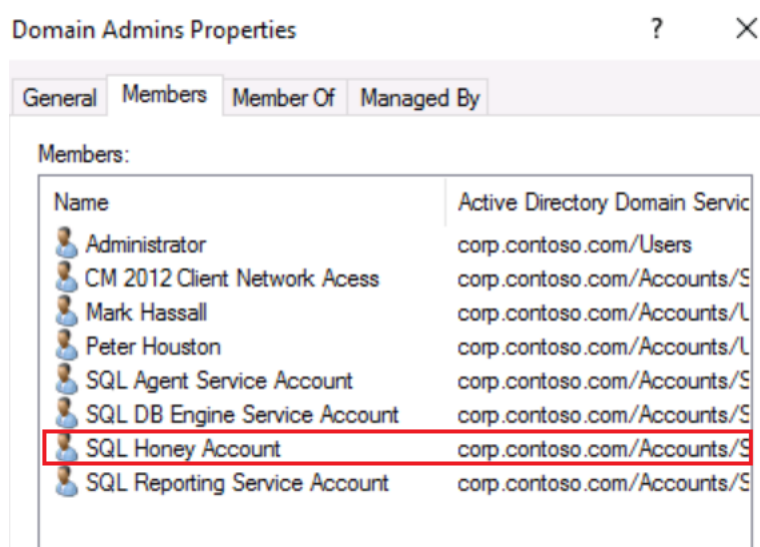 Domain Admins Properties ? ✕
General Members Member Of Managed By
Members:
Name Active Directory Domain Servic
Administrator corp.contoso.com/Users
CM 2012 Client Network Acess corp.contoso.com/Accounts/S
Mark Hassall corp.contoso.com/Accounts/U
Peter Houston corp.contoso.com/Accounts/U
SQL Agent Service Account corp.contoso.com/Accounts/S
SQL DB Engine Service Account corp.contoso.com/Accounts/S
SQL Honey Account corp.contoso.com/Accounts/S
SQL Reporting Service Account corp.contoso.com/Accounts/S